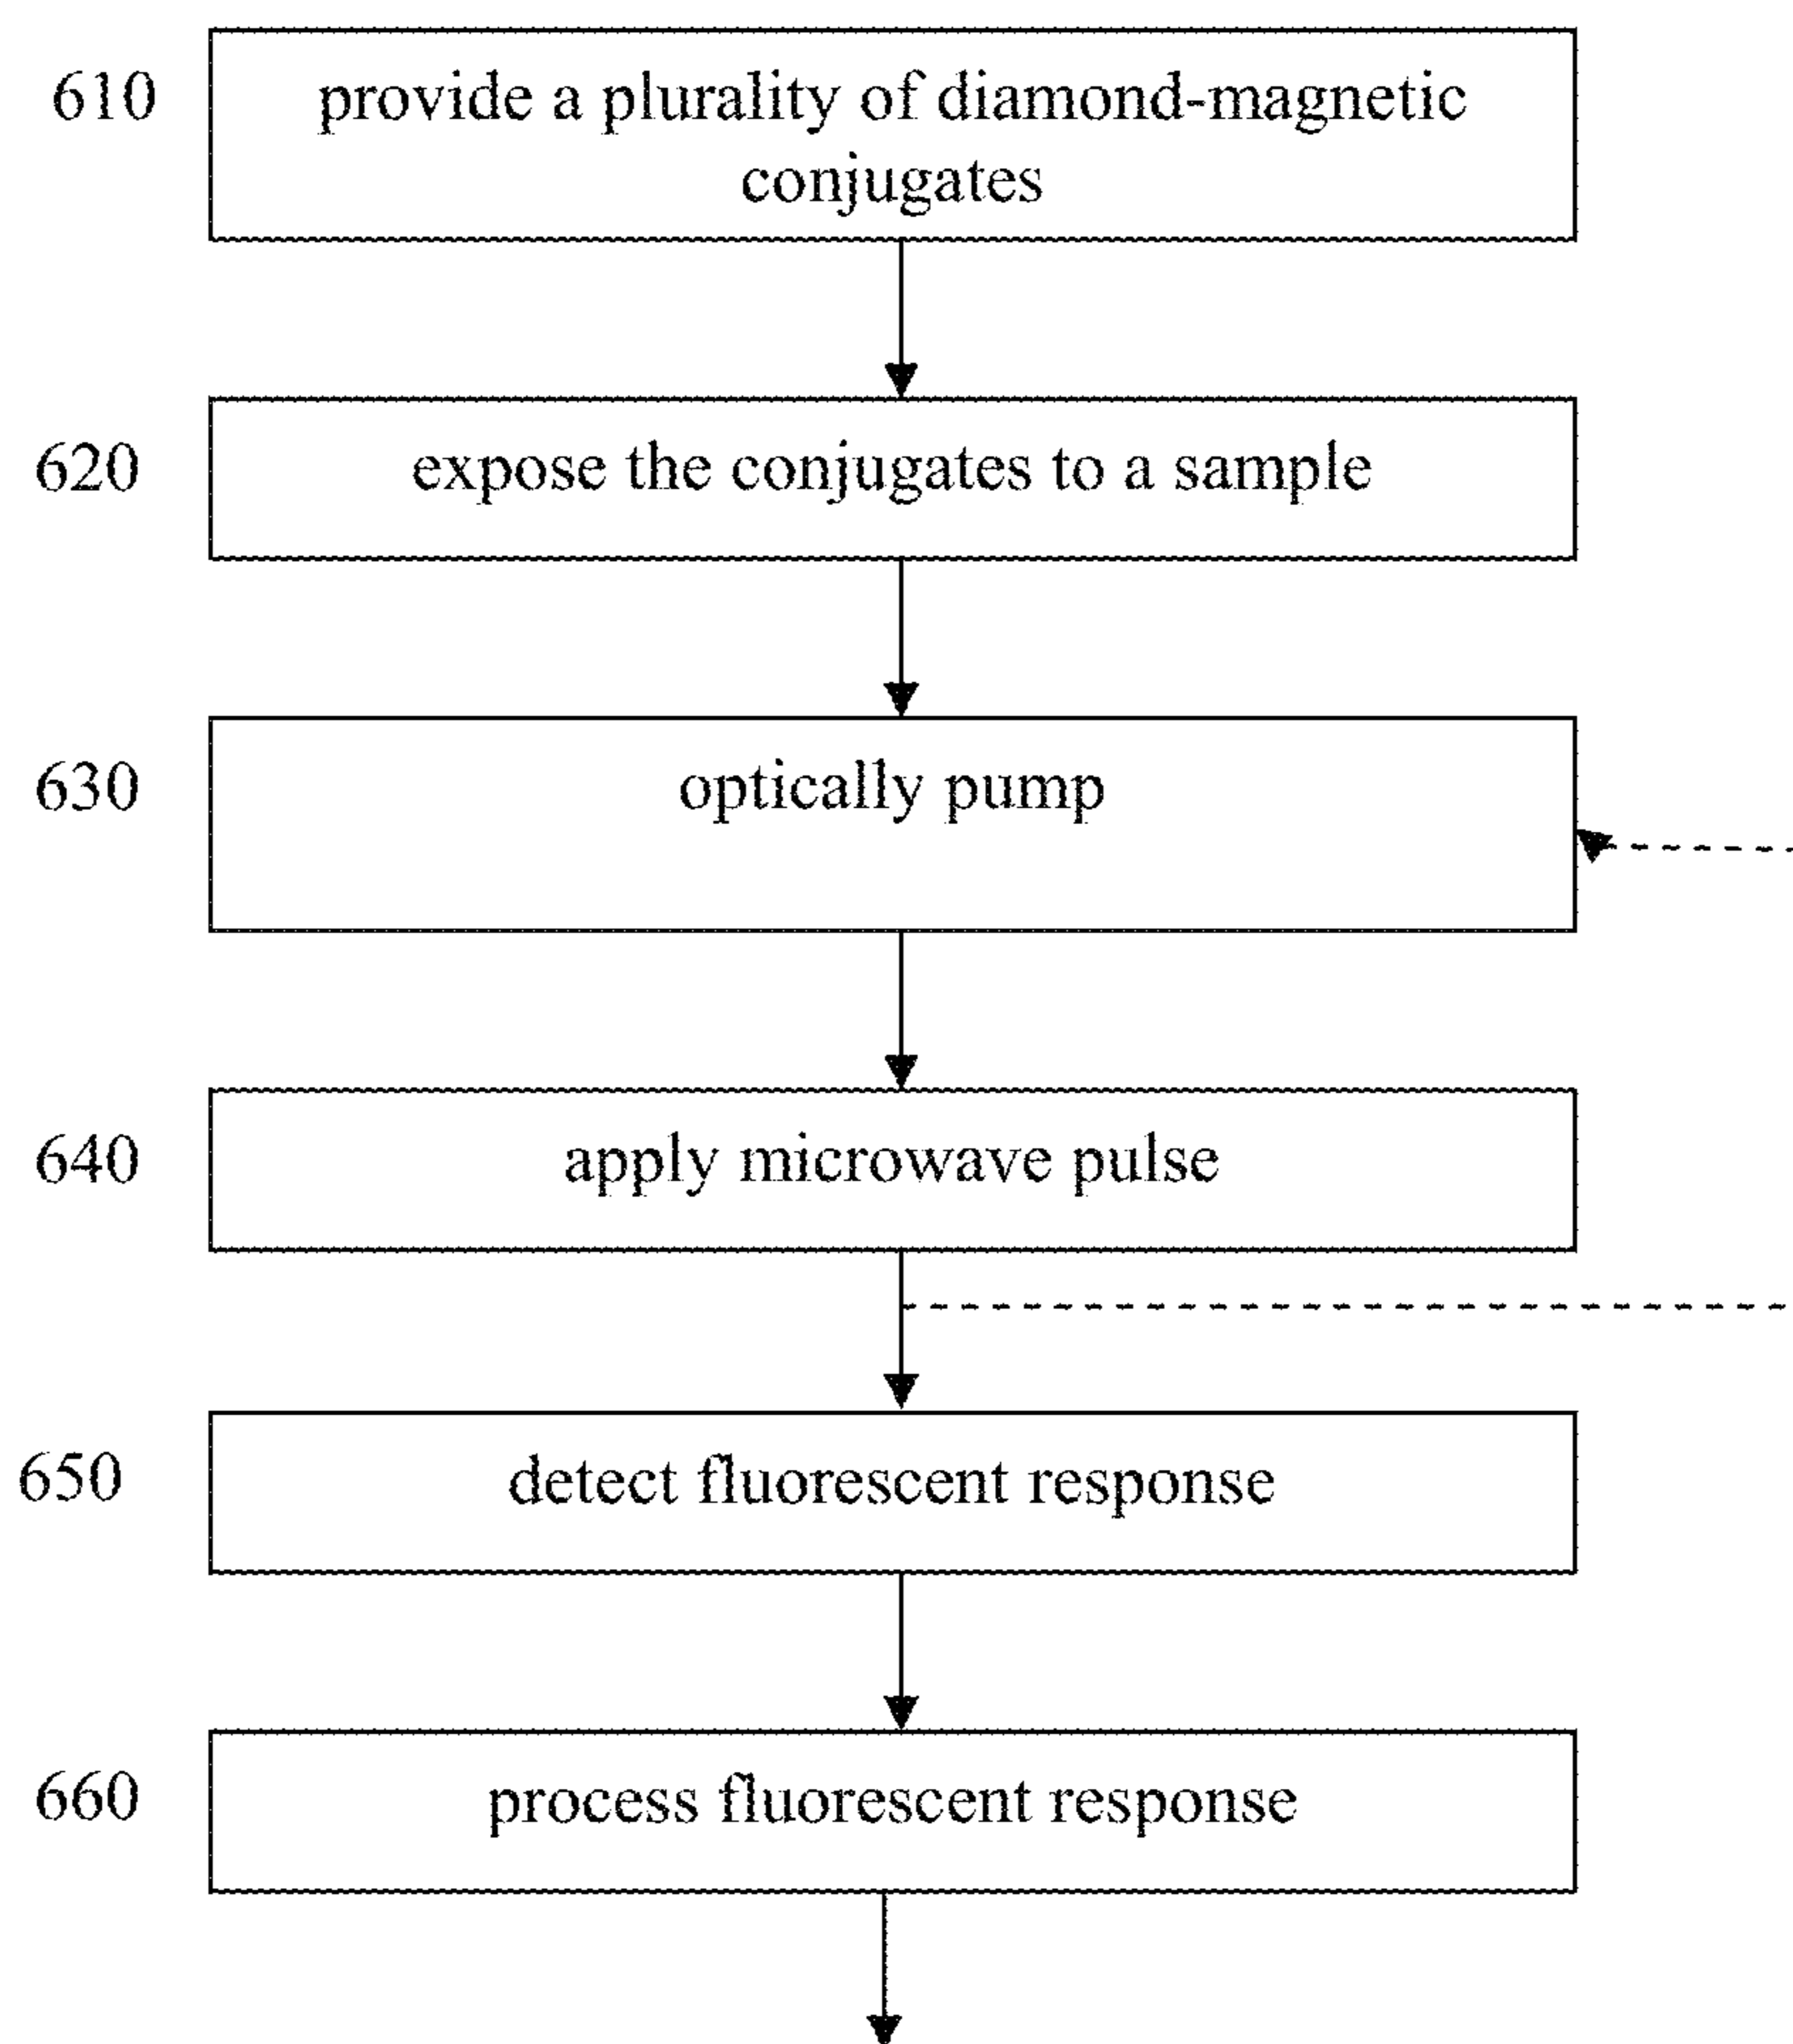 610 provide a plurality of diamond-magnetic
conjugates
620 expose the conjugates to a sample
630 optically pump
640 apply microwave pulse
650 detect fluorescent response
660 process fluorescent response